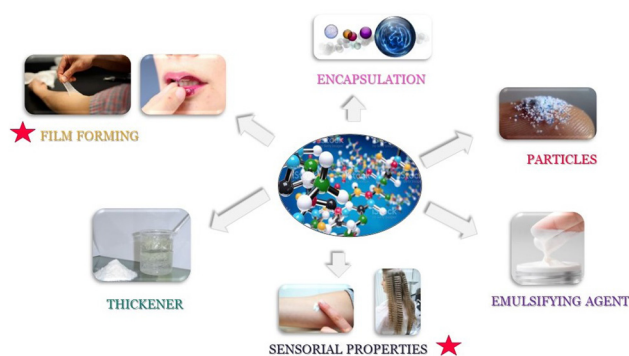 ENCAPSULATION
FILM FORMING
PARTICLES
THICKENER
EMULSIFYING AGENT
SENSORIAL PROPERTIES